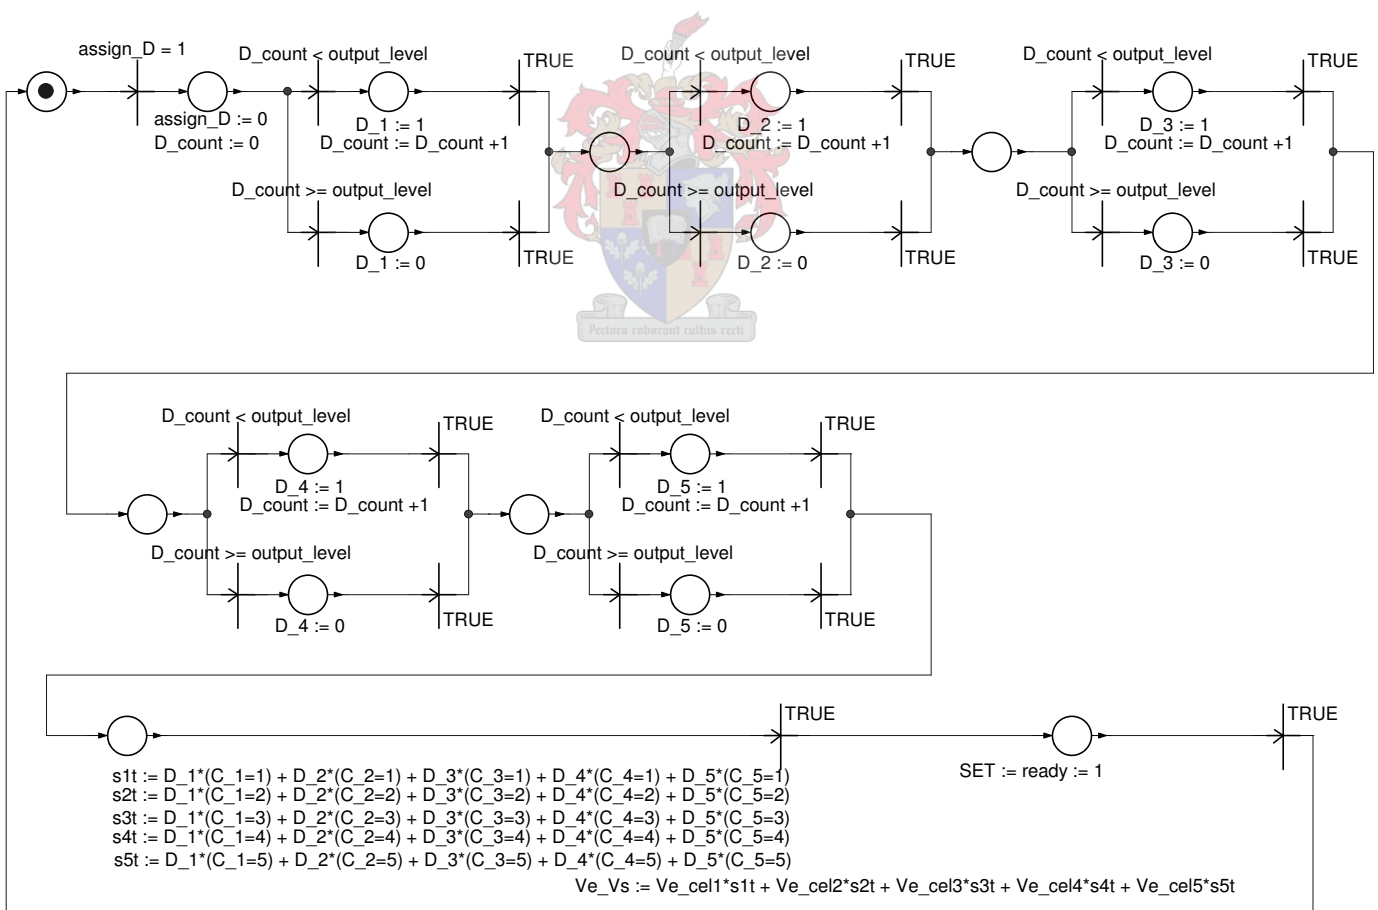 assign_D = 1
D_count < output_level
TRUE
D_count < output_level
TRUE
D_count < output_level
TRUE
assign_D := 0
D_count := 0
D_1 := 1
D_count := D_count +1
D_2 := 1
D_count := D_count +1
D_3 := 1
D_count := D_count +1
D_count >= output_level
D_count >= output_level
D_count >= output_level
D_1 := 0
TRUE
D_2 := 0
TRUE
D_3 := 0
TRUE
Pectora roborant cultus recti
D_count < output_level
TRUE
D_count < output_level
TRUE
D_4 := 1
D_count := D_count +1
D_5 := 1
D_count := D_count +1
D_count >= output_level
D_count >= output_level
D_4 := 0
TRUE
D_5 := 0
TRUE
TRUE
TRUE
SET := ready := 1
s1t := D_1*(C_1=1) + D_2*(C_2=1) + D_3*(C_3=1) + D_4*(C_4=1) + D_5*(C_5=1)
s2t := D_1*(C_1=2) + D_2*(C_2=2) + D_3*(C_3=2) + D_4*(C_4=2) + D_5*(C_5=2)
s3t := D_1*(C_1=3) + D_2*(C_2=3) + D_3*(C_3=3) + D_4*(C_4=3) + D_5*(C_5=3)
s4t := D_1*(C_1=4) + D_2*(C_2=4) + D_3*(C_3=4) + D_4*(C_4=4) + D_5*(C_5=4)
s5t := D_1*(C_1=5) + D_2*(C_2=5) + D_3*(C_3=5) + D_4*(C_4=5) + D_5*(C_5=5)
Ve_Vs := Ve_cel1*s1t + Ve_cel2*s2t + Ve_cel3*s3t + Ve_cel4*s4t + Ve_cel5*s5t